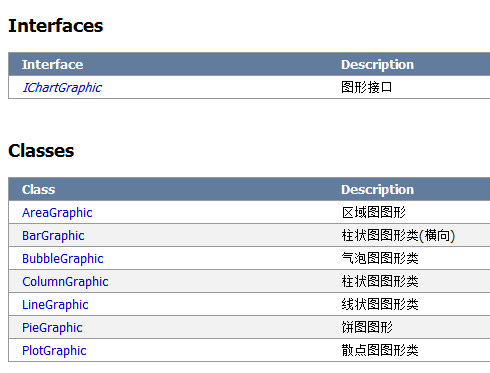 Interfaces
Interface Description
IChartGraphic 图形接口
Classes
Class Description
AreaGraphic 区域图图形
BarGraphic 柱状图图形类(横向)
BubbleGraphic 气泡图图形类
ColumnGraphic 柱状图图形类
LineGraphic 线状图图形类
PieGraphic 饼图图形
PlotGraphic 散点图图形类